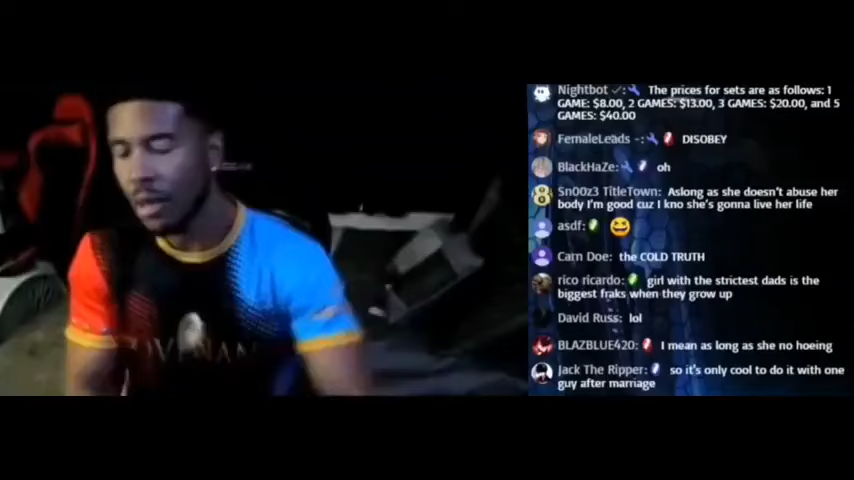 Nightbot ✓: The prices for sets are as follows: 1
GAME: $8.00, 2 GAMES: $13.00, 3 GAMES: $20.00, and 5
GAMES: $40.00
FemaleLeads ~: DISOBEY
BlackHaZe: oh
Sn00z3 TitleTown: Aslong as she doesn't abuse her
body I'm good cuz I kno she's gonna live her life
asdf: 😆
Carn Doe: the COLD TRUTH
rico ricardo: girl with the strictest dads is the
biggest fraks when they grow up
David Russ: lol
BLAZBLUE420: I mean as long as she no hoeing
Jack The Ripper: so it's only cool to do it with one
guy after marriage